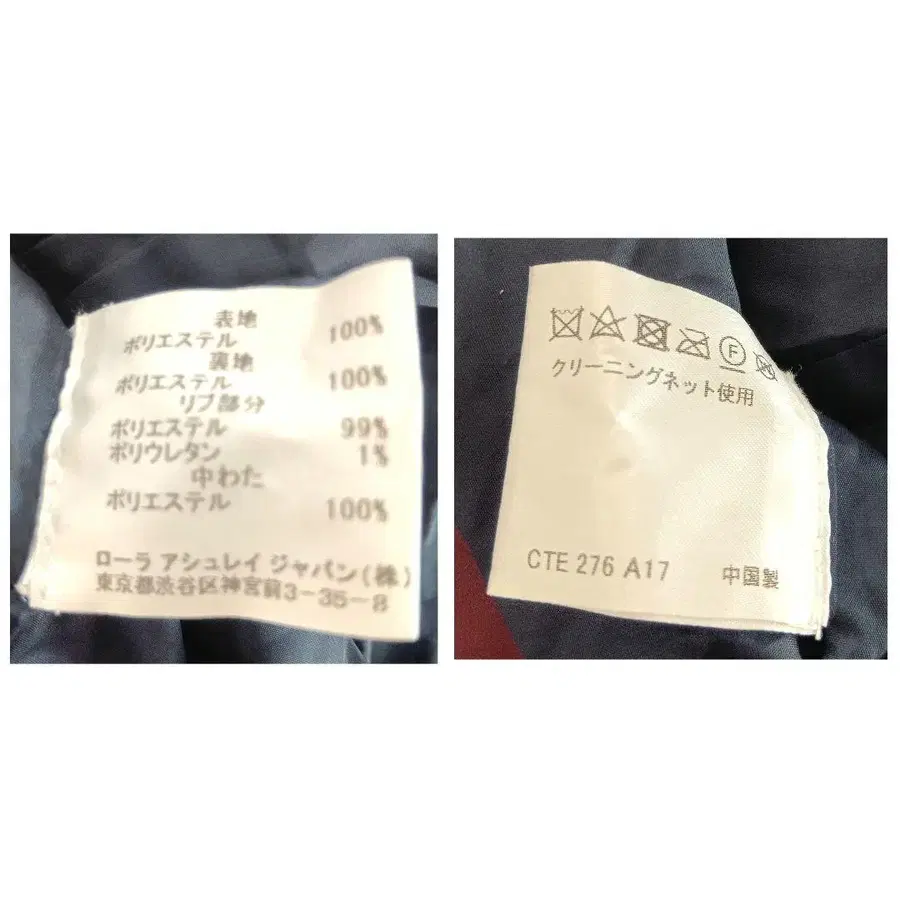 表地
ポリエステル 100%
裏地
ポリエステル 100%
リブ部分
ポリエステル 99%
ポリウレタン 1%
中わた
ポリエステル 100%
ローラ アシュレイ ジャパン(株)
東京都渋谷区神宮前3-35-8
F
クリーニングネット使用
CTE 276 A17 中国製